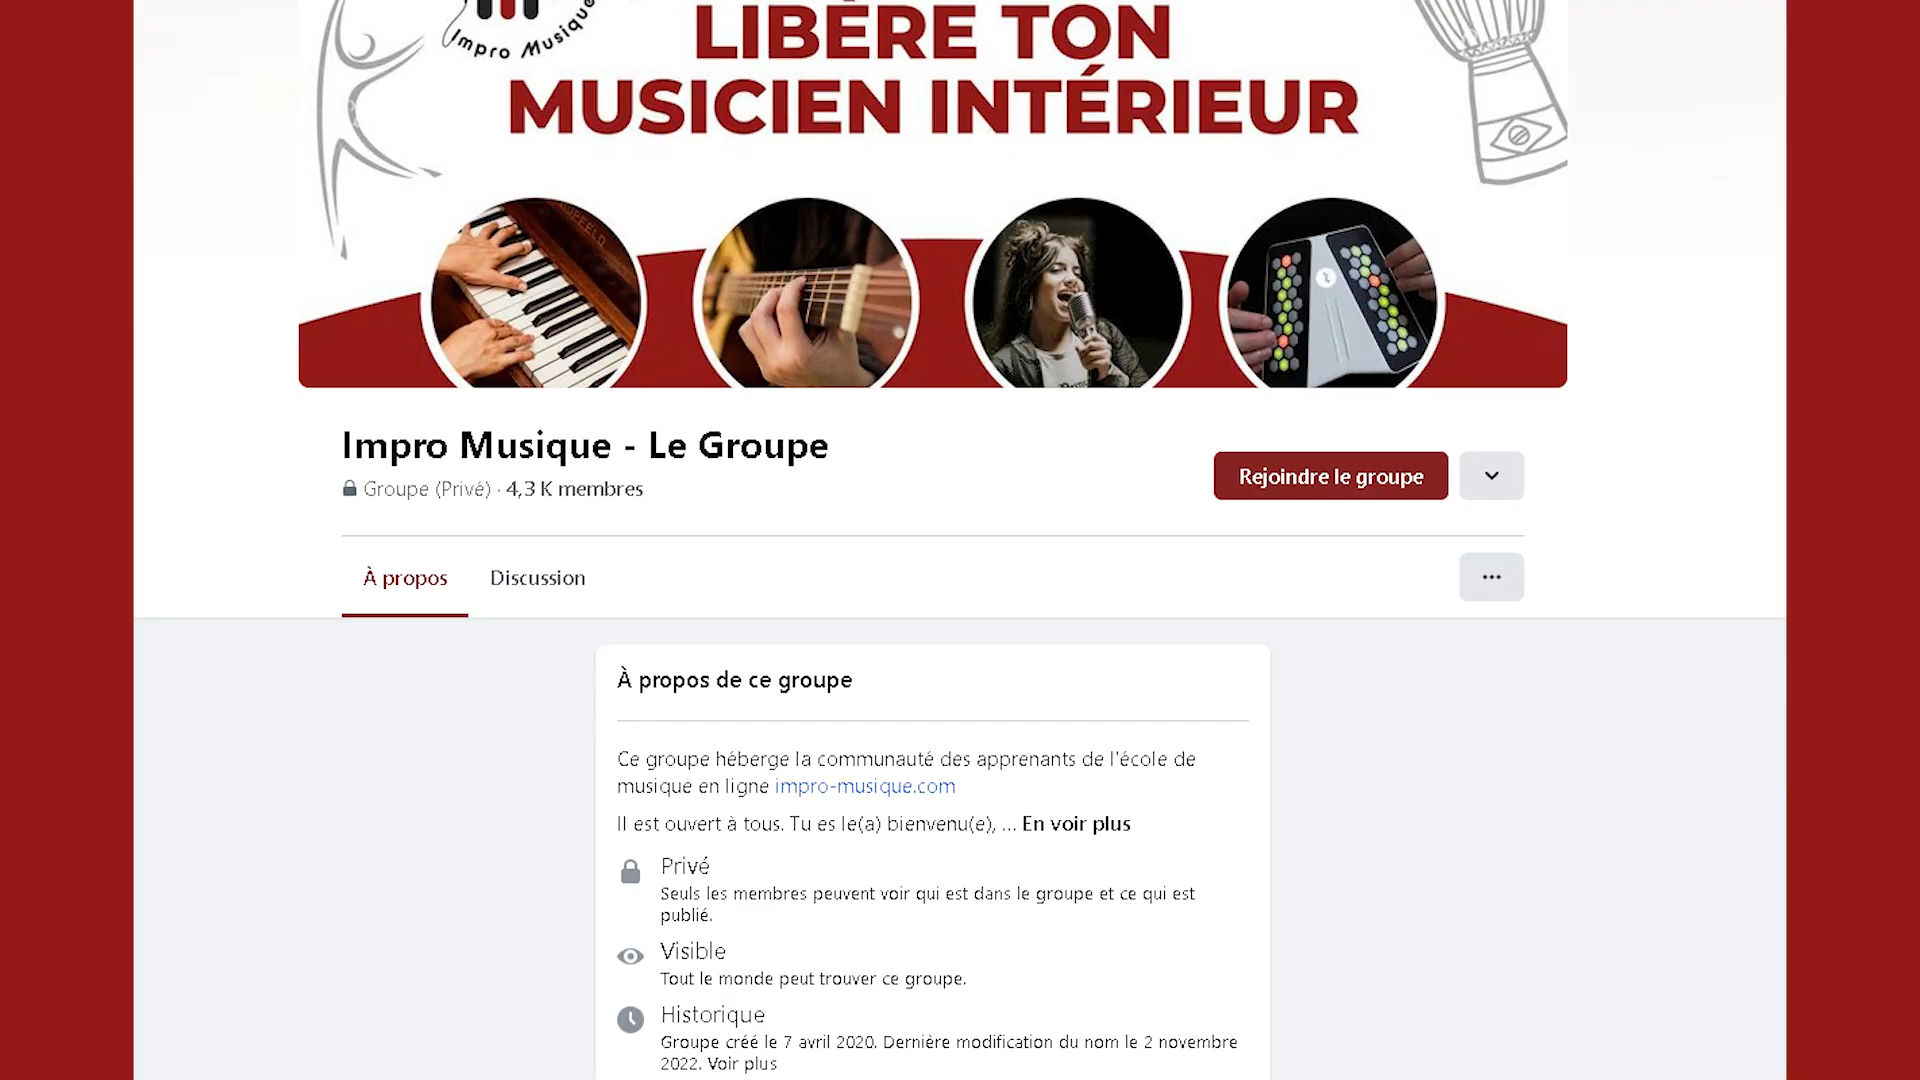 Impro Musique
LIBÈRE TON
MUSICIEN INTÉRIEUR
Impro Musique - Le Groupe
Groupe (Privé) · 4,3 K membres
Rejoindre le groupe
À propos
Discussion
À propos de ce groupe
Ce groupe héberge la communauté des apprenants de l'école de
musique en ligne impro-musique.com
Il est ouvert à tous. Tu es le(a) bienvenu(e), ... En voir plus
Privé
Seuls les membres peuvent voir qui est dans le groupe et ce qui est
publié.
Visible
Tout le monde peut trouver ce groupe.
Historique
Groupe créé le 7 avril 2020. Dernière modification du nom le 2 novembre
2022. Voir plus